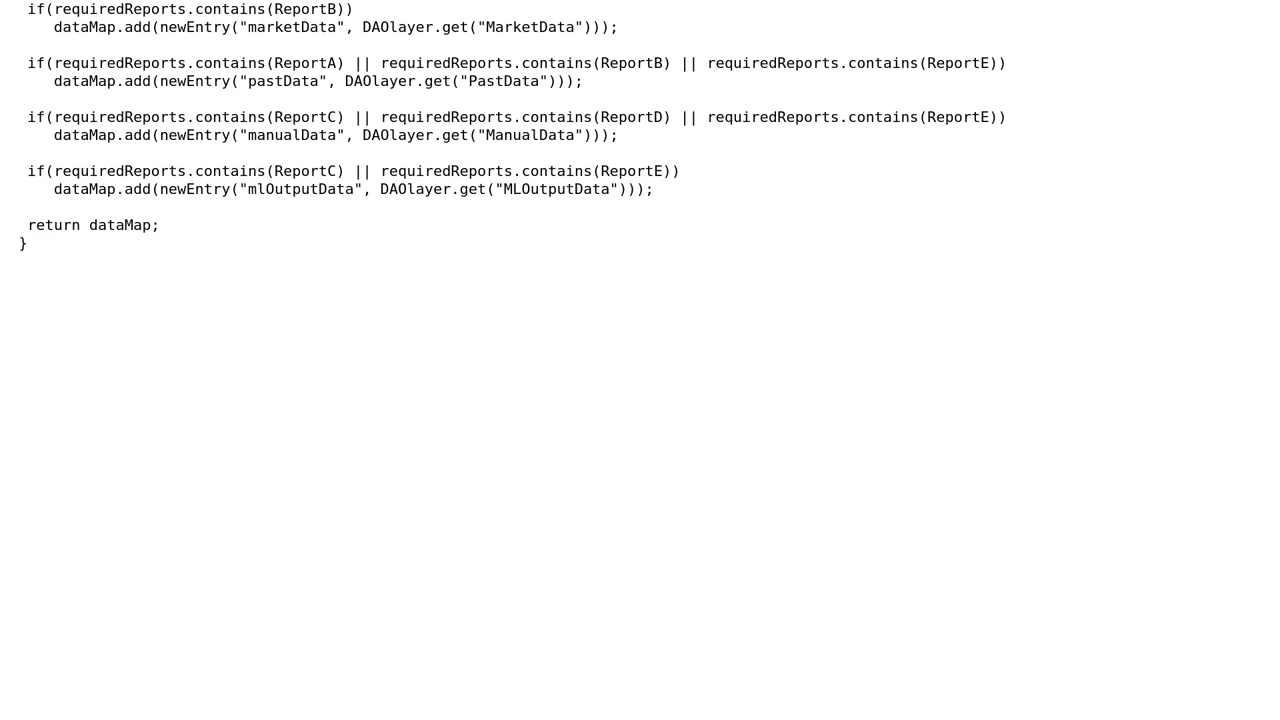 if(requiredReports.contains(ReportB))
dataMap.add(newEntry("marketData", DAOlayer.get("MarketData")));
if(requiredReports.contains(ReportA) || requiredReports.contains(ReportB) || requiredReports.contains(ReportE))
dataMap.add(newEntry("pastData", DAOlayer.get("PastData")));
if(requiredReports.contains(ReportC) || requiredReports.contains(ReportD) || requiredReports.contains(ReportE))
dataMap.add(newEntry("manualData", DAOlayer.get("ManualData")));
if(requiredReports.contains(ReportC) || requiredReports.contains(ReportE))
dataMap.add(newEntry("mlOutputData", DAOlayer.get("MLOutputData")));
return dataMap;
}